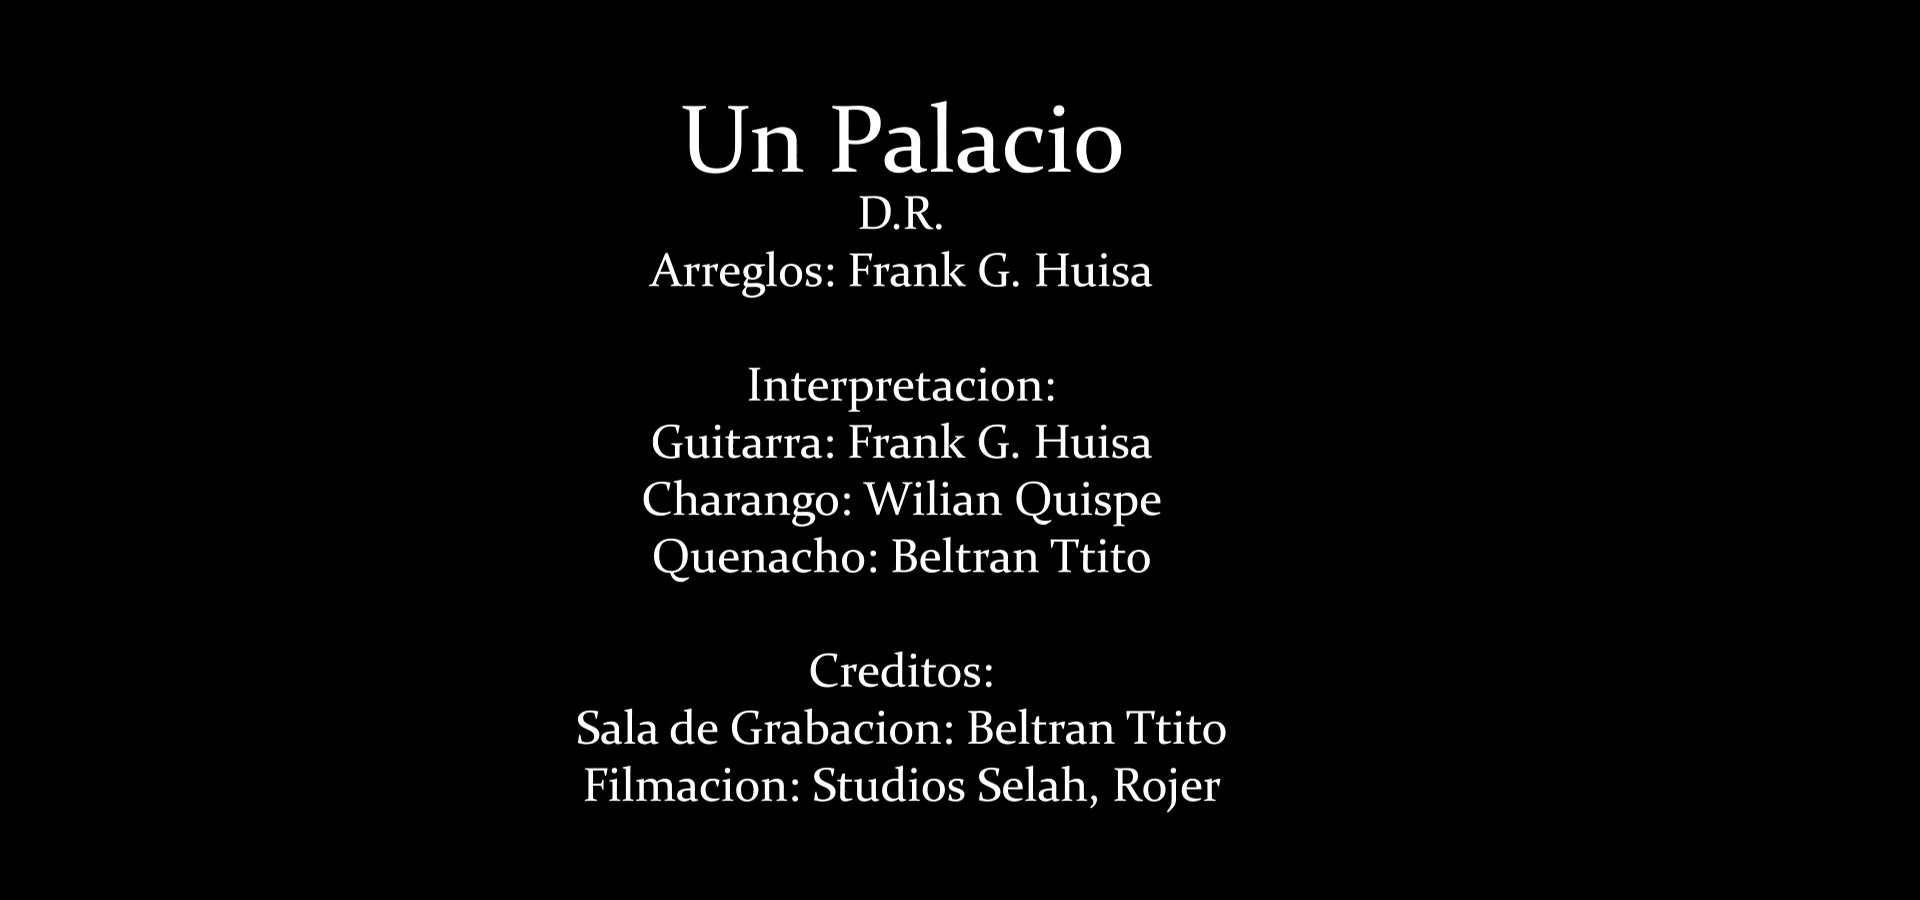 Un Palacio
D.R.
Arreglos: Frank G. Huisa
Interpretacion:
Guitarra: Frank G. Huisa
Charango: Wilian Quispe
Quenacho: Beltran Ttito
Creditos:
Sala de Grabacion: Beltran Ttito
Filmacion: Studios Selah, Rojer